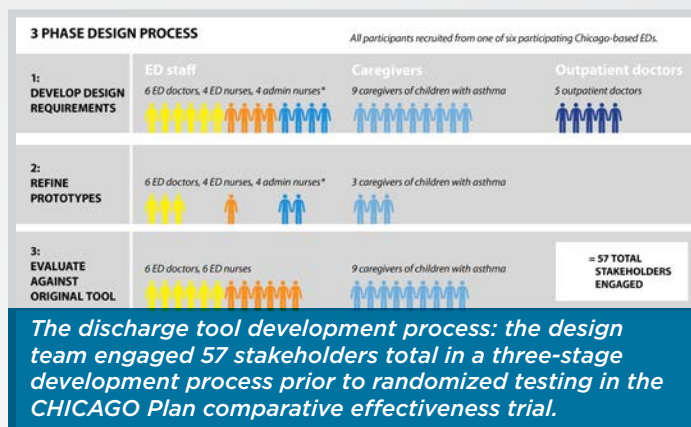 3 PHASE DESIGN PROCESS
All participants recruited from one of six participating Chicago-based EDs.
ED staff
Caregivers
Outpatient doctors
1:
DEVELOP DESIGN
REQUIREMENTS
6 ED doctors, 4 ED nurses, 4 admin nurses*
9 caregivers of children with asthma
5 outpatient doctors
2:
REFINE
PROTOTYPES
6 ED doctors, 4 ED nurses, 4 admin nurses*
3 caregivers of children with asthma
3:
EVALUATE
AGAINST
ORIGINAL TOOL
6 ED doctors, 6 ED nurses
9 caregivers of children with asthma
= 57 TOTAL
STAKEHOLDERS
ENGAGED
The discharge tool development process: the design
team engaged 57 stakeholders total in a three-stage
development process prior to randomized testing in the
CHICAGO Plan comparative effectiveness trial.